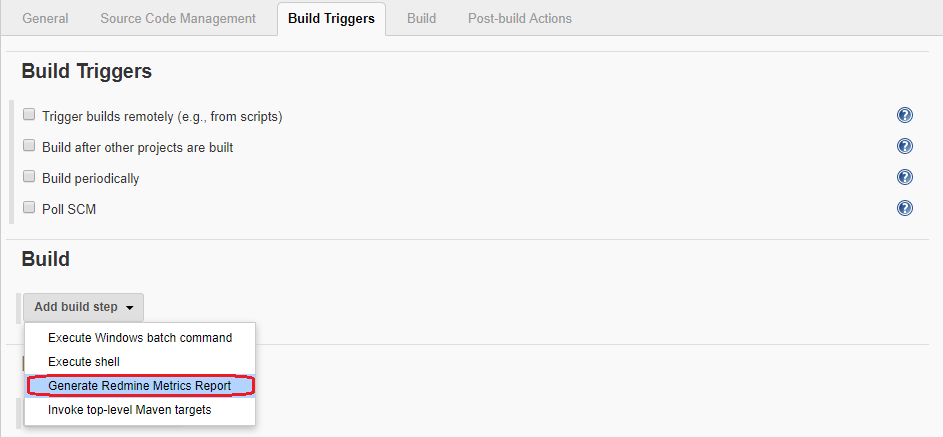 General Source Code Management Build Triggers Build Post-build Actions
Build Triggers
Trigger builds remotely (e.g., from scripts) ?
Build after other projects are built ?
Build periodically ?
Poll SCM ?
Build
Add build step
Execute Windows batch command
Execute shell
Generate Redmine Metrics Report
Invoke top-level Maven targets